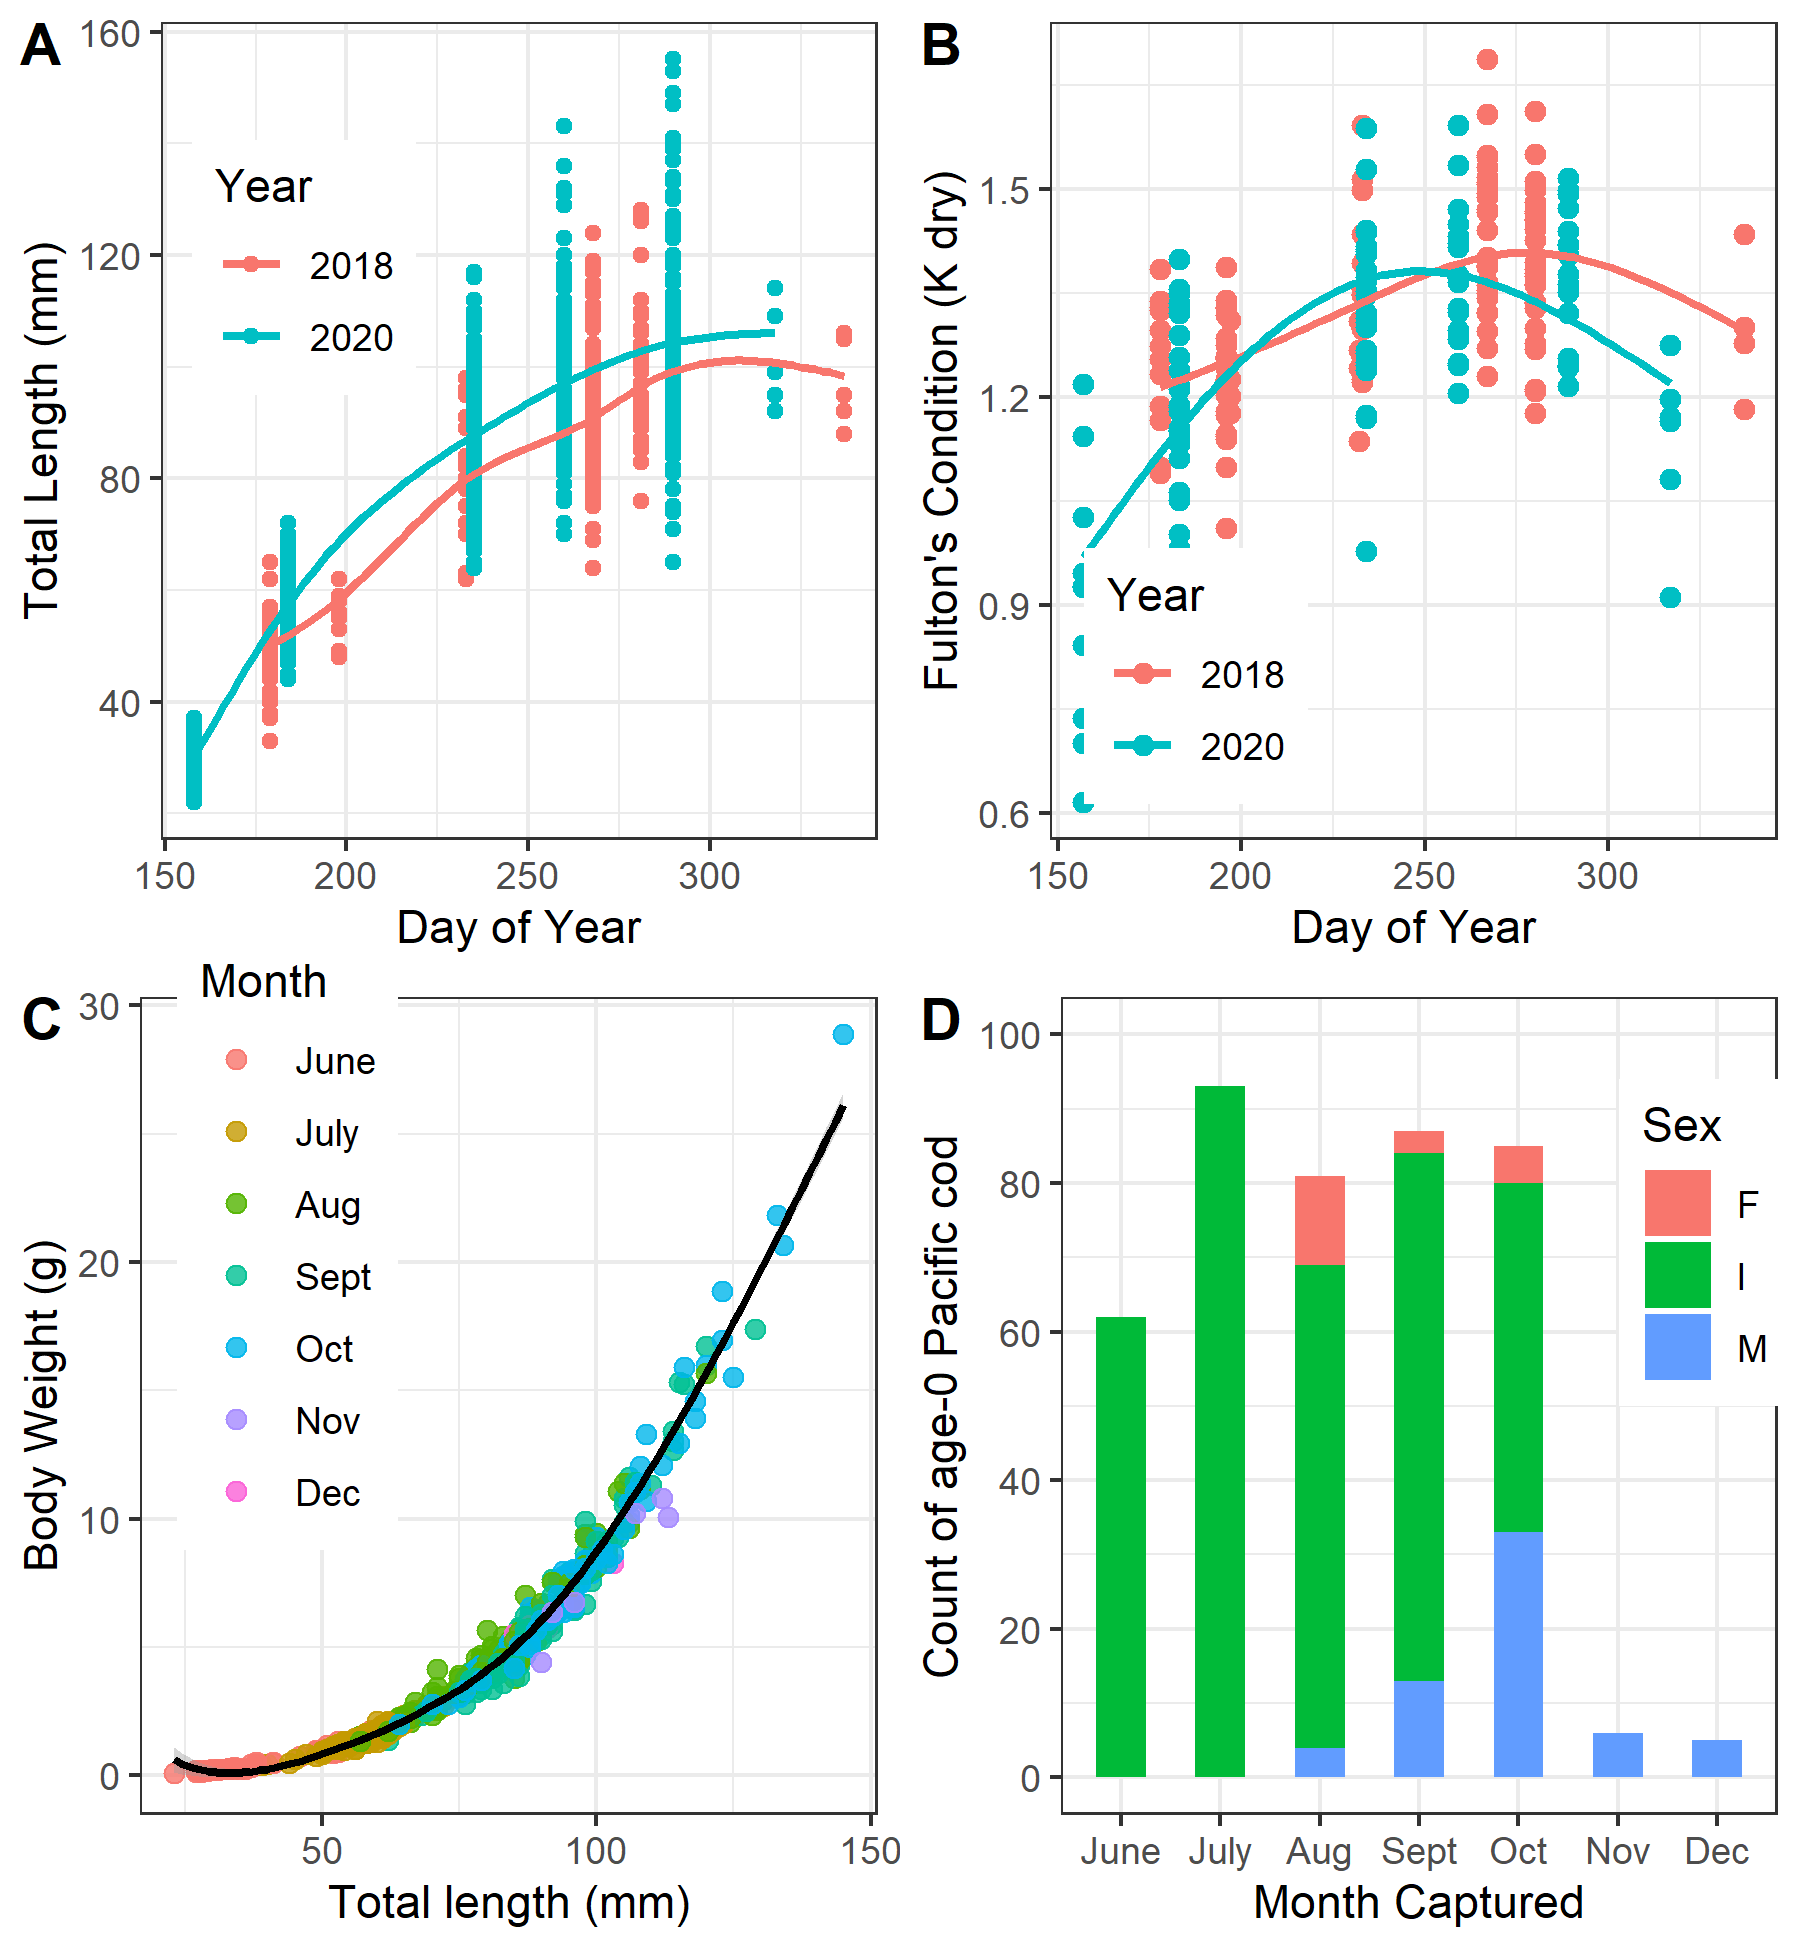 A
160
120
80
40
Total Length (mm)
Year
2018
2020
150 200 250 300
Day of Year
B
1.5
1.2
0.9
0.6
Fulton's Condition (K dry)
Year
2018
2020
150 200 250 300
Day of Year
C
30
20
10
0
Body Weight (g)
Month
June
July
Aug
Sept
Oct
Nov
Dec
50 100 150
Total length (mm)
D
100
80
60
40
20
0
Count of age-0 Pacific cod
Sex
F
I
M
June July Aug Sept Oct Nov Dec
Month Captured